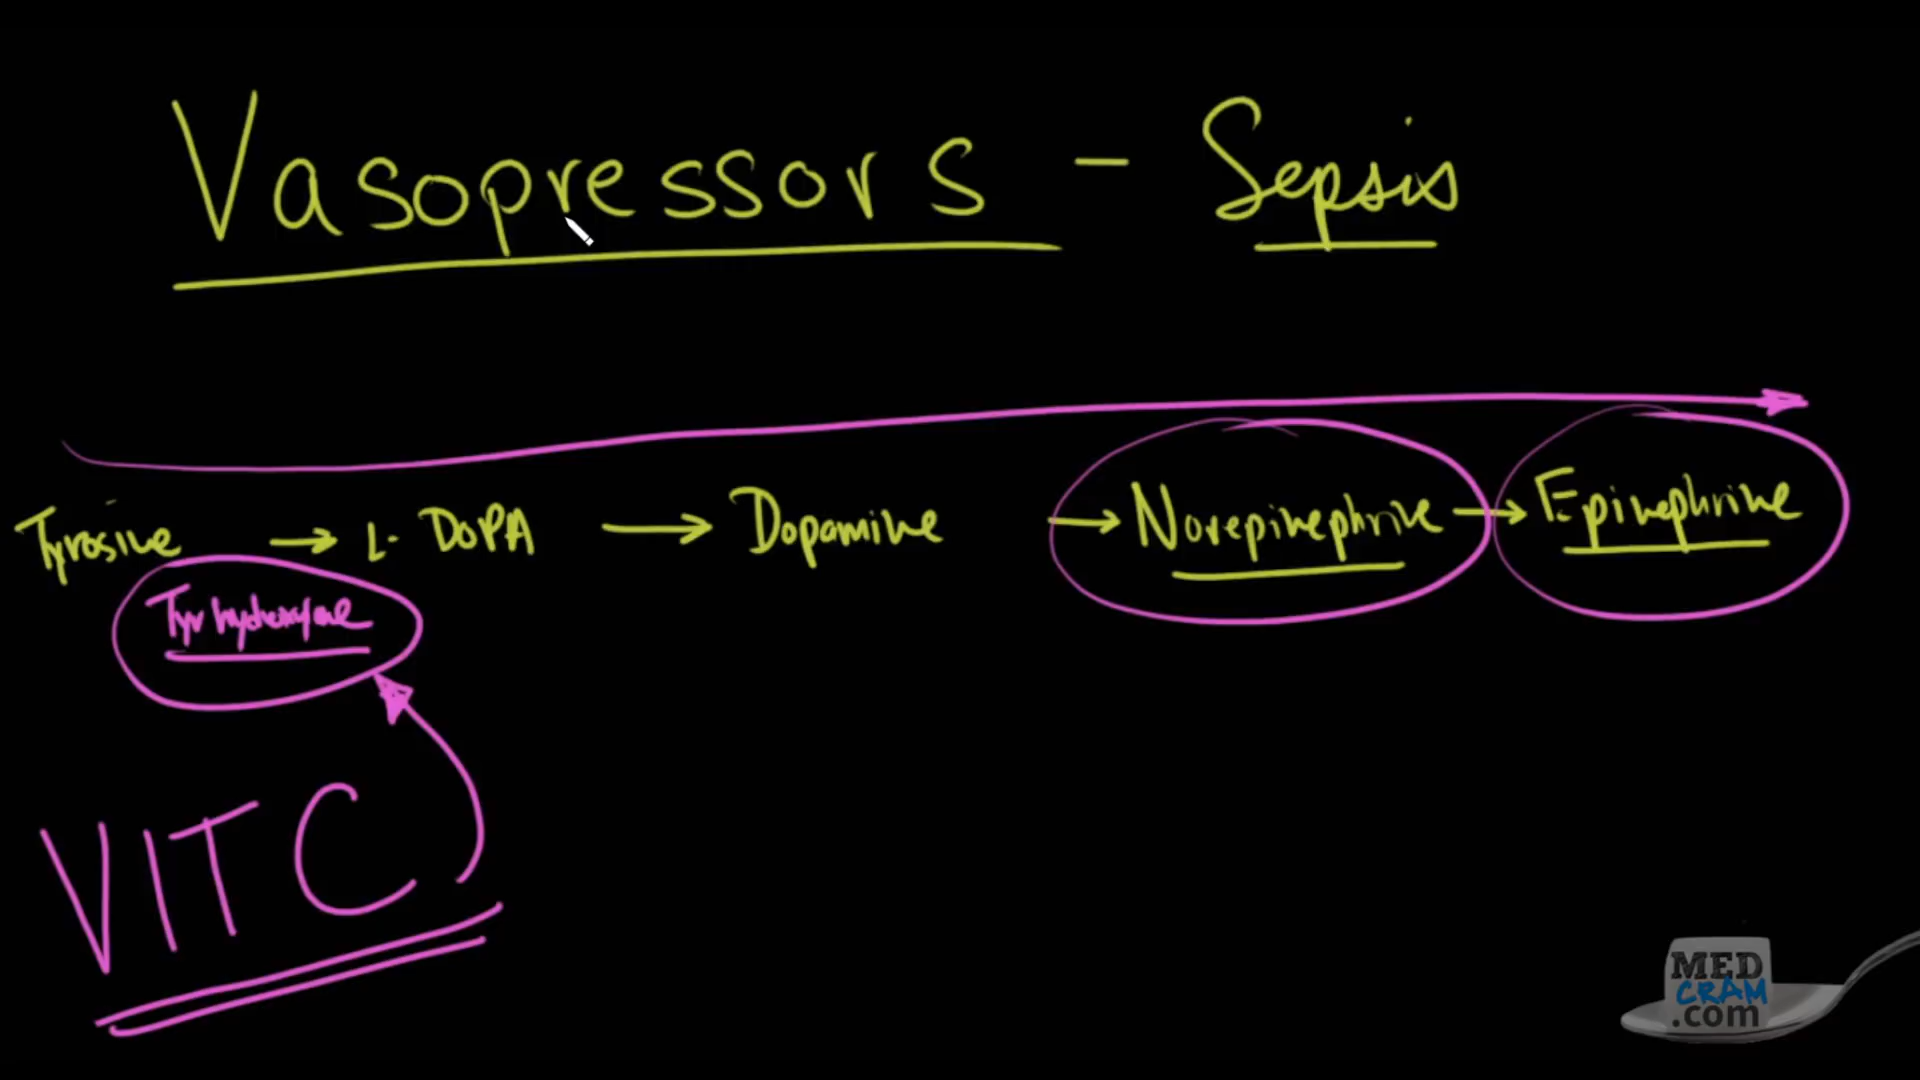 Vasopressors - Sepsis
Tyrosine → L-DOPA → Dopamine → Norepinephrine → Epinephrine
Tyr hydroxylase
VIT C
MED
CRAM
.com